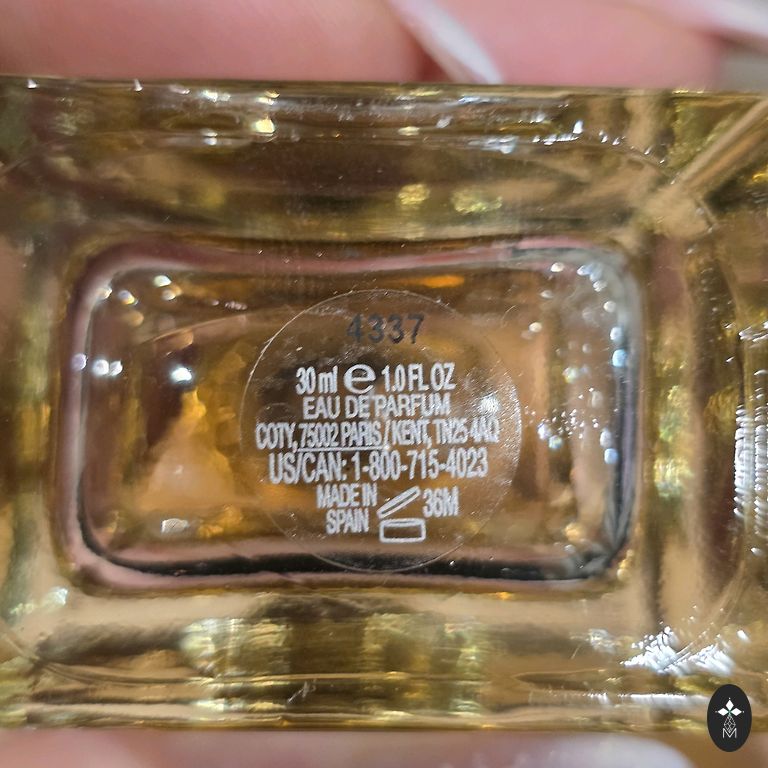 4337
30 ml e 1.0 FL OZ
EAU DE PARFUM
COTY, 75002 PARIS / KENT, TN25 4AQ
US/CAN: 1-800-715-4023
MADE IN
SPAIN
36M
M